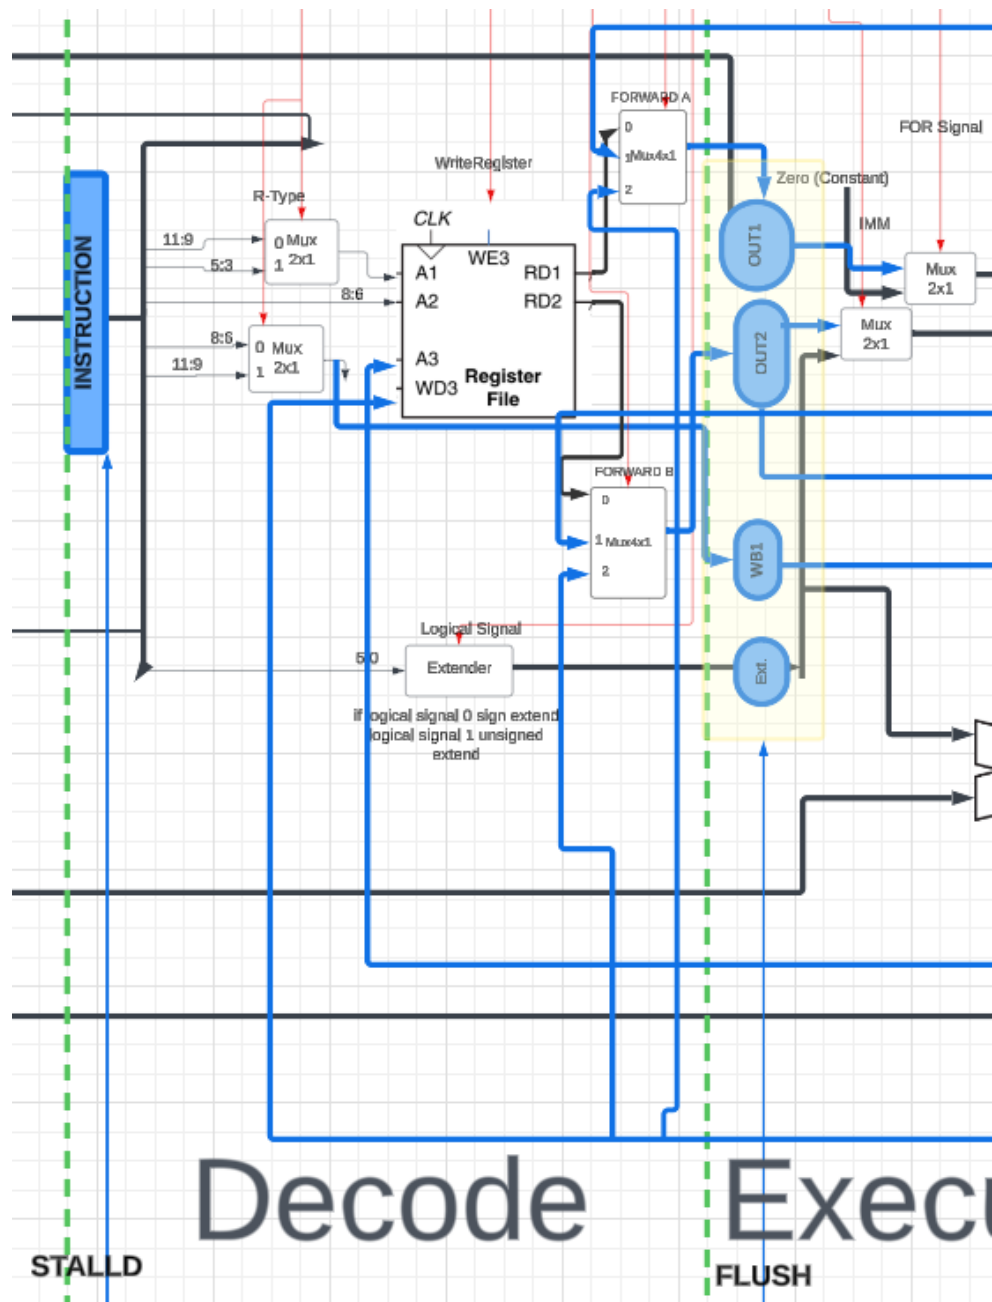 FORWARD A
0
1 Mux4x1
2
FOR Signal
WriteRegister
Zero (Constant)
R-Type
CLK
IMM
INSTRUCTION
11:9
0 Mux
5:3
1 2x1
WE3
A1
RD1
OUT1
Mux
2x1
8:6
A2
RD2
8:6
0 Mux
11:9
1 2x1
A3
WD3
Register
File
OUT2
Mux
2x1
FORWARD B
0
1 Mux4x1
2
WB1
Logical Signal
5:0
Extender
Ext.
if logical signal 0 sign extend
logical signal 1 unsigned
extend
Decode
Execu
STALLD
FLUSH